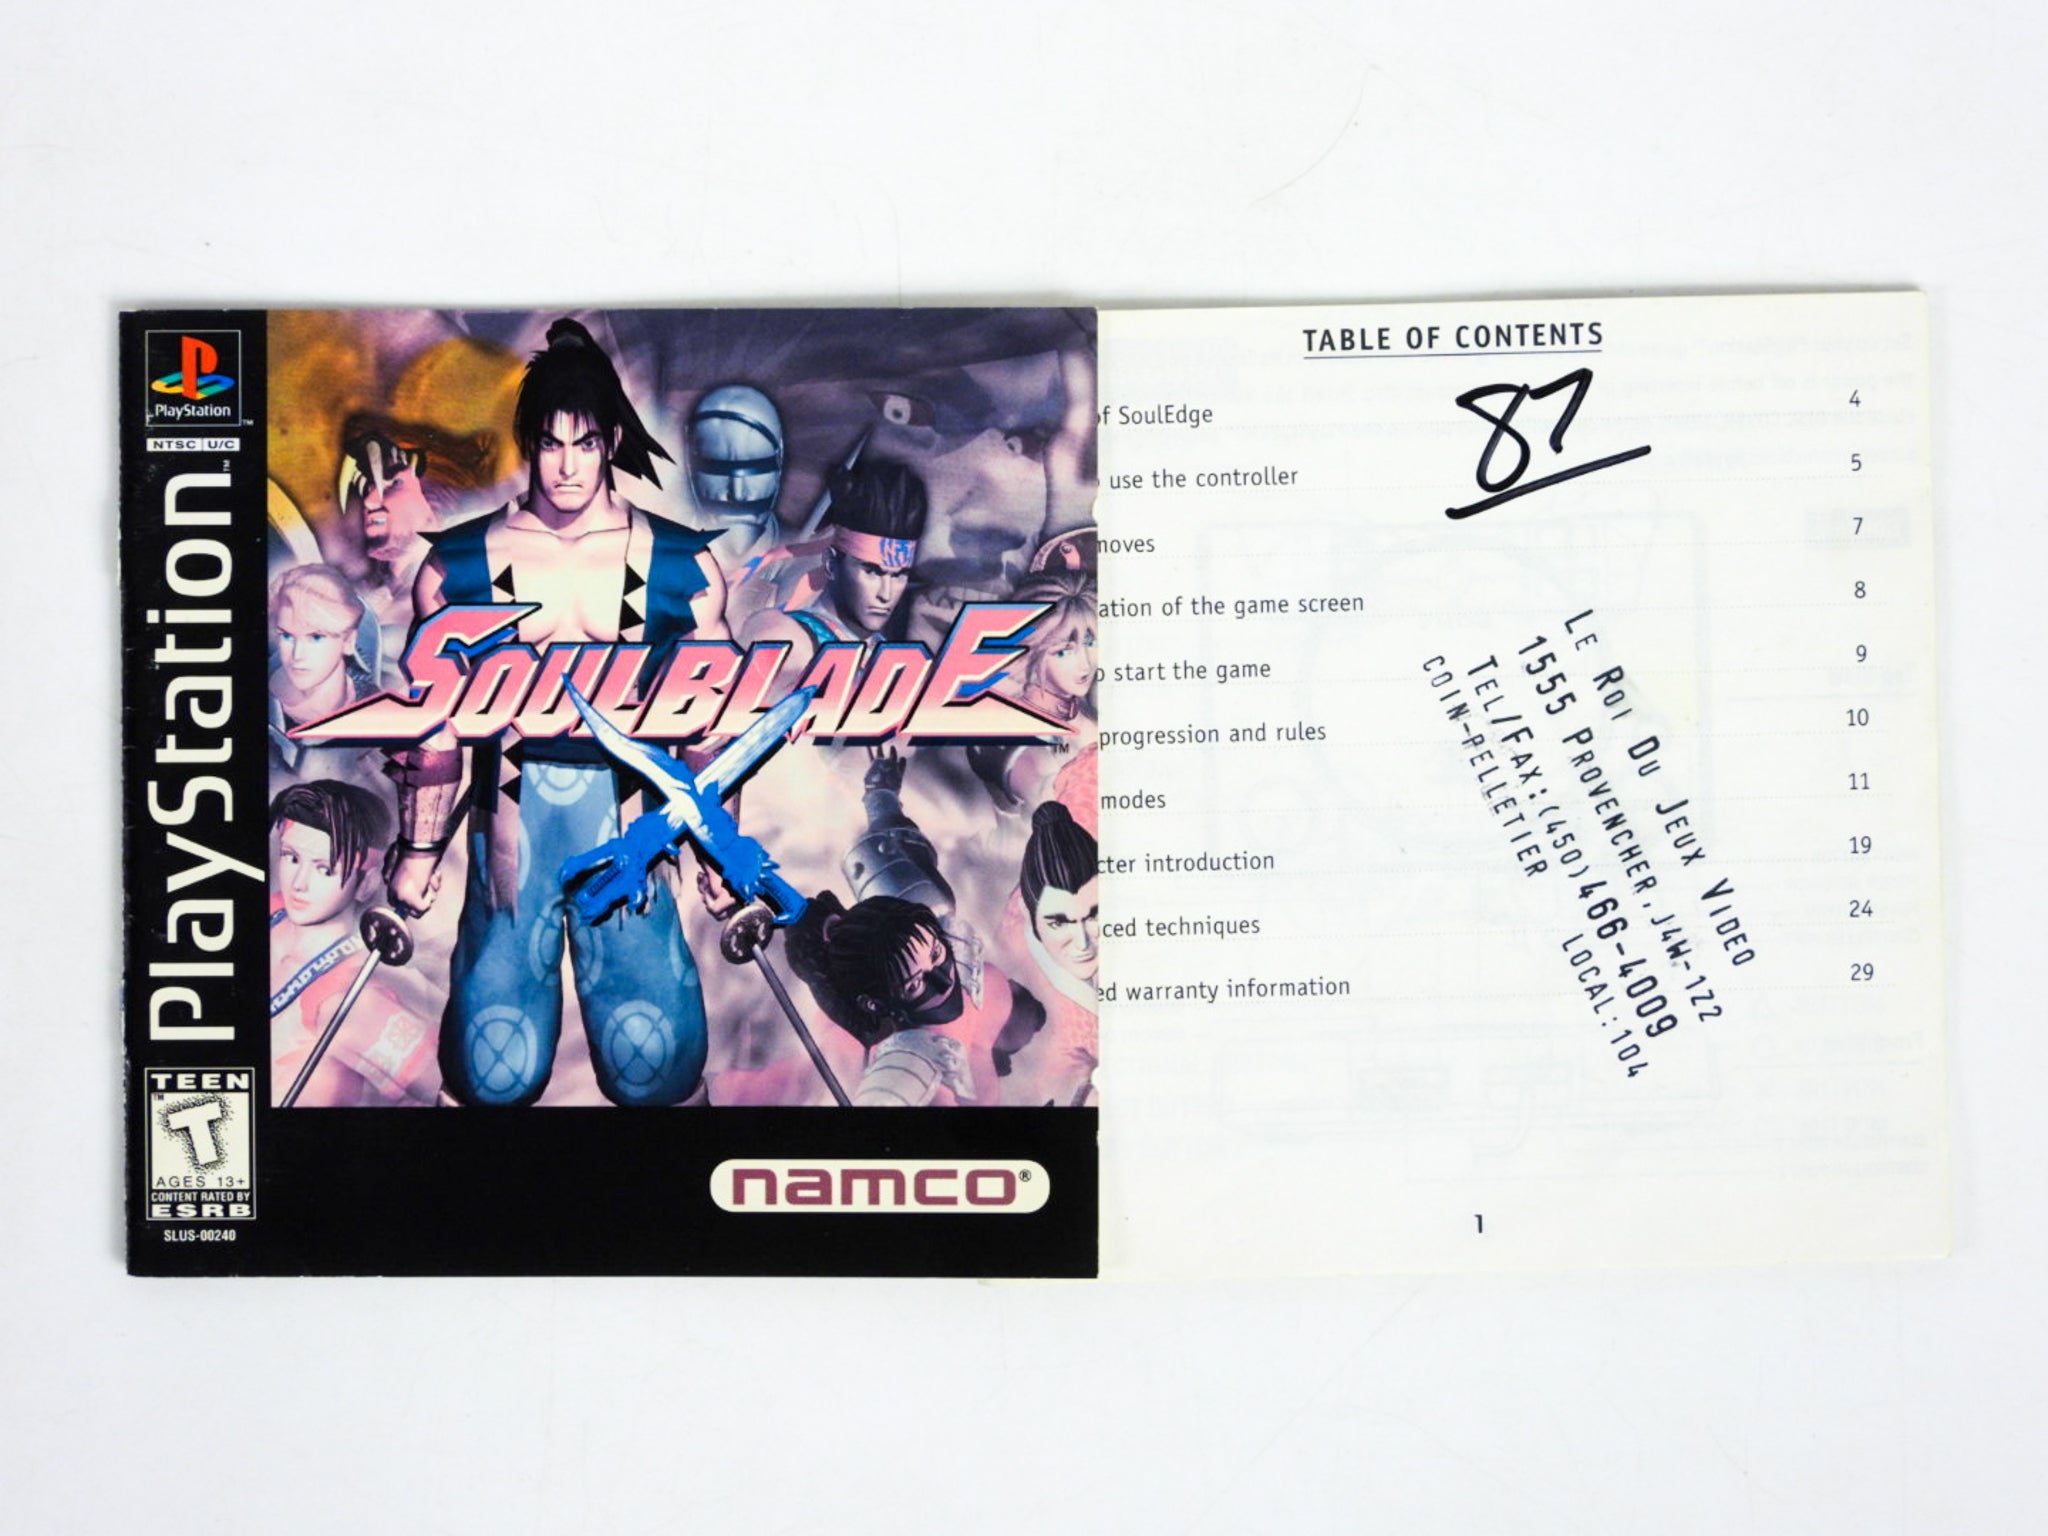 PlayStation
NTSC U/C
PlayStation
SOULBLADE
TEEN
T
AGES 13+
CONTENT RATED BY
ESRB
SLUS-00240
namco®
TABLE OF CONTENTS
87
of SoulEdge 4
use the controller 5
moves 7
ation of the game screen 8
o start the game 9
progression and rules 10
modes 11
cter introduction 19
ced techniques 24
ed warranty information 29
LE ROI DU JEUX VIDEO
1555 PROVENCHER, J4W-1Z2
TEL/FAX:(450)466-4009
COIN-PELLETIER LOCAL:104
1